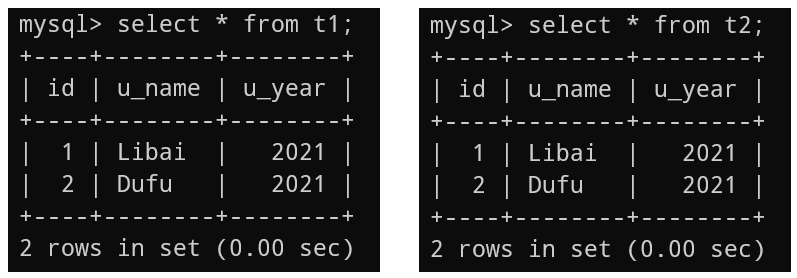 mysql> select * from t1;
+----+--------+--------+
| id | u_name | u_year |
+----+--------+--------+
|  1 | Libai  |   2021 |
|  2 | Dufu   |   2021 |
+----+--------+--------+
2 rows in set (0.00 sec)
mysql> select * from t2;
+----+--------+--------+
| id | u_name | u_year |
+----+--------+--------+
|  1 | Libai  |   2021 |
|  2 | Dufu   |   2021 |
+----+--------+--------+
2 rows in set (0.00 sec)